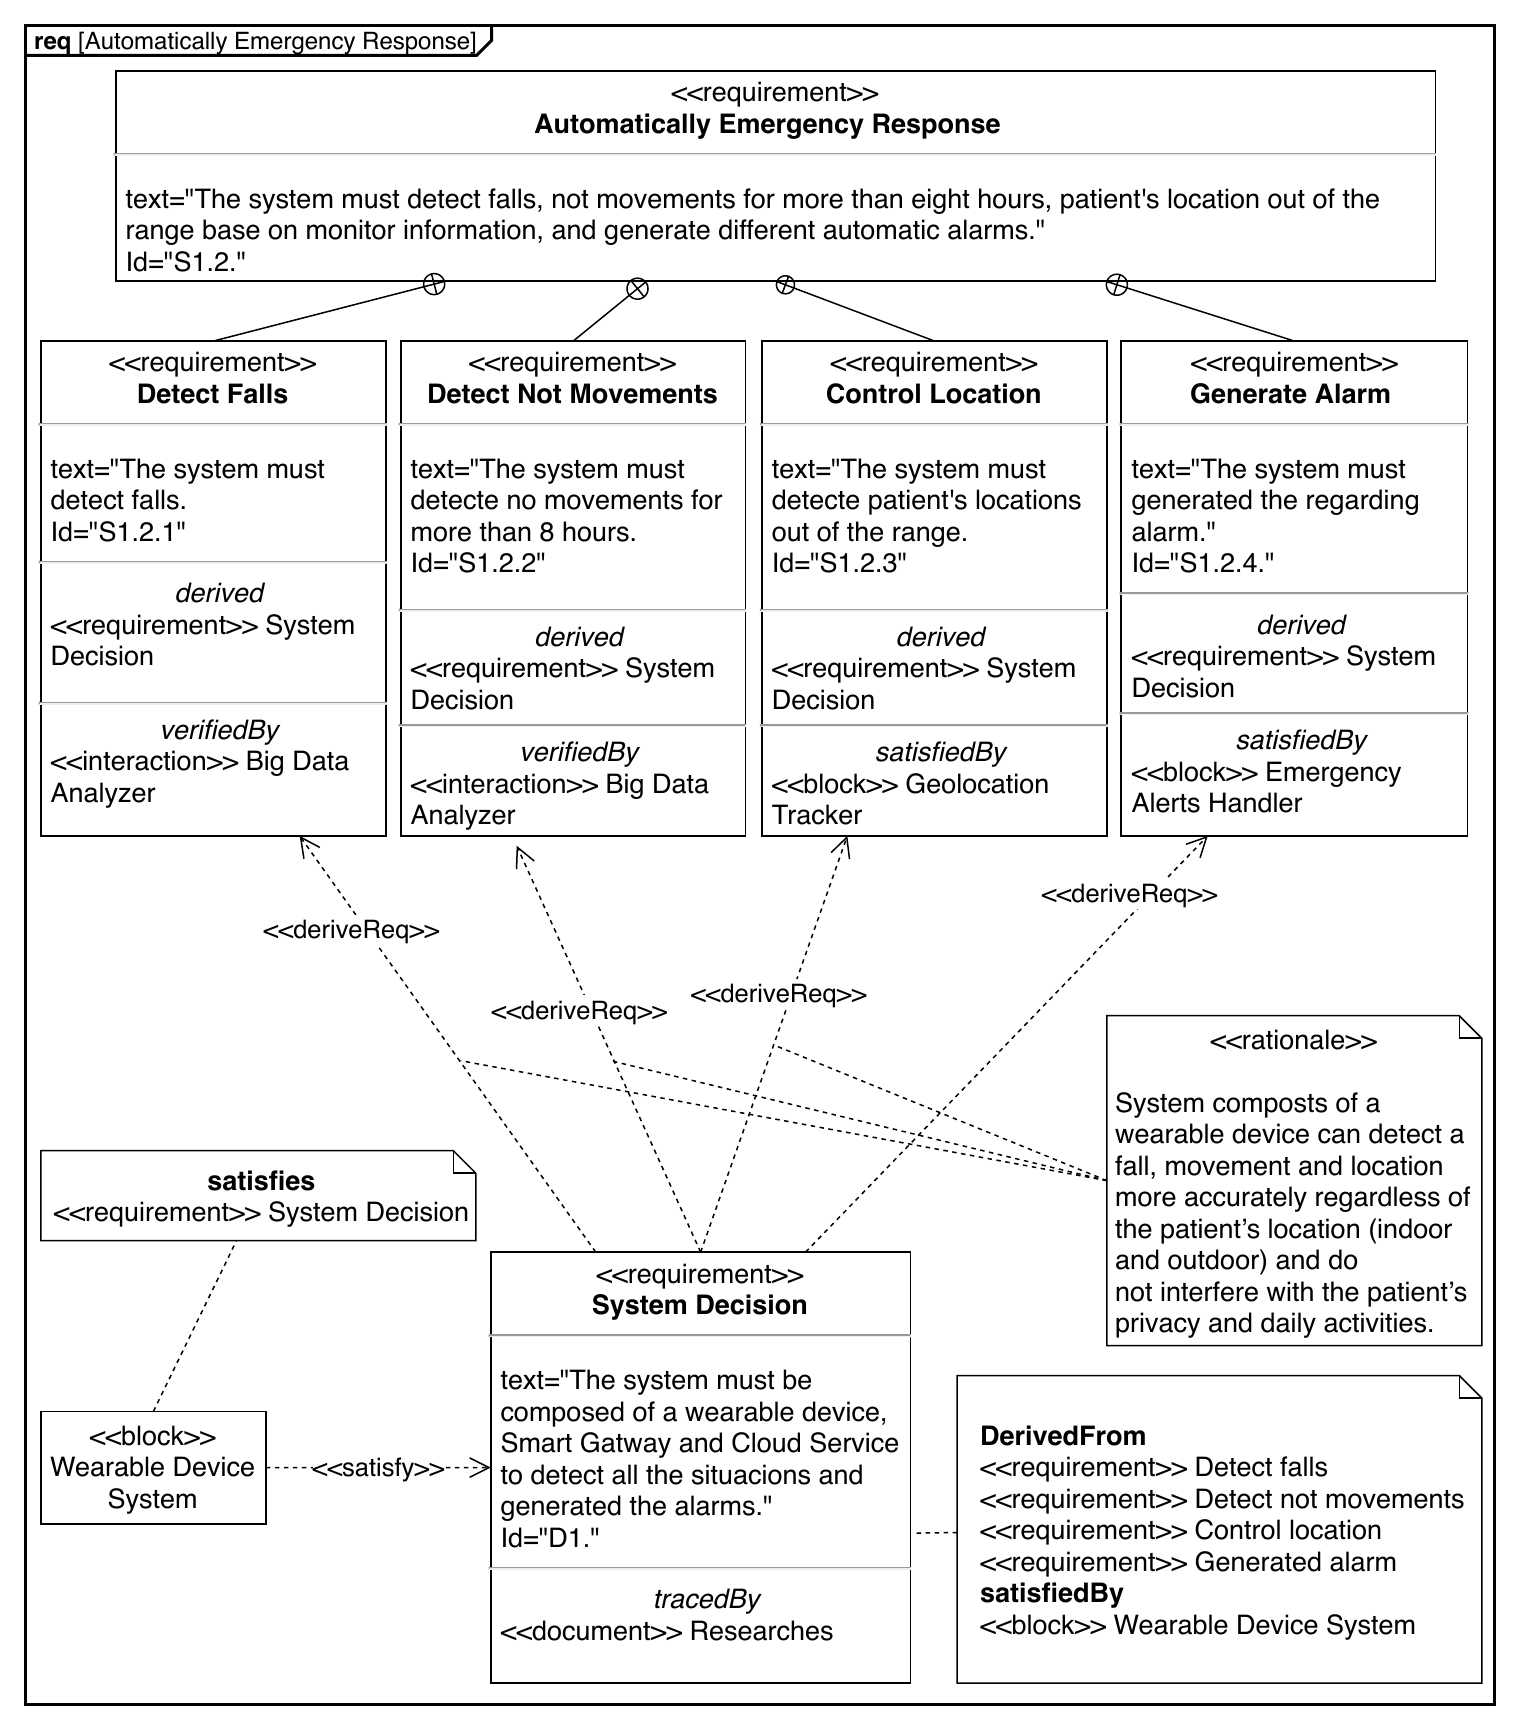 req [Automatically Emergency Response]
<<requirement>>
Automatically Emergency Response
text="The system must detect falls, not movements for more than eight hours, patient's location out of the
range base on monitor information, and generate different automatic alarms."
Id="S1.2."
<<requirement>>
Detect Falls
text="The system must
detect falls.
Id="S1.2.1"
derived
<<requirement>> System
Decision
verifiedBy
<<interaction>> Big Data
Analyzer
<<requirement>>
Detect Not Movements
text="The system must
detecte no movements for
more than 8 hours.
Id="S1.2.2"
derived
<<requirement>> System
Decision
verifiedBy
<<interaction>> Big Data
Analyzer
<<requirement>>
Control Location
text="The system must
detecte patient's locations
out of the range.
Id="S1.2.3"
derived
<<requirement>> System
Decision
satisfiedBy
<<block>> Geolocation
Tracker
<<requirement>>
Generate Alarm
text="The system must
generated the regarding
alarm."
Id="S1.2.4."
derived
<<requirement>> System
Decision
satisfiedBy
<<block>> Emergency
Alerts Handler
<<deriveReq>>
<<deriveReq>>
<<deriveReq>>
<<deriveReq>>
<<rationale>>
System composts of a
wearable device can detect a
fall, movement and location
more accurately regardless of
the patient’s location (indoor
and outdoor) and do
not interfere with the patient’s
privacy and daily activities.
satisfies
<<requirement>> System Decision
<<block>>
Wearable Device
System
<<satisfy>>
<<requirement>>
System Decision
text="The system must be
composed of a wearable device,
Smart Gatway and Cloud Service
to detect all the situacions and
generated the alarms."
Id="D1."
tracedBy
<<document>> Researches
DerivedFrom
<<requirement>> Detect falls
<<requirement>> Detect not movements
<<requirement>> Control location
<<requirement>> Generated alarm
satisfiedBy
<<block>> Wearable Device System